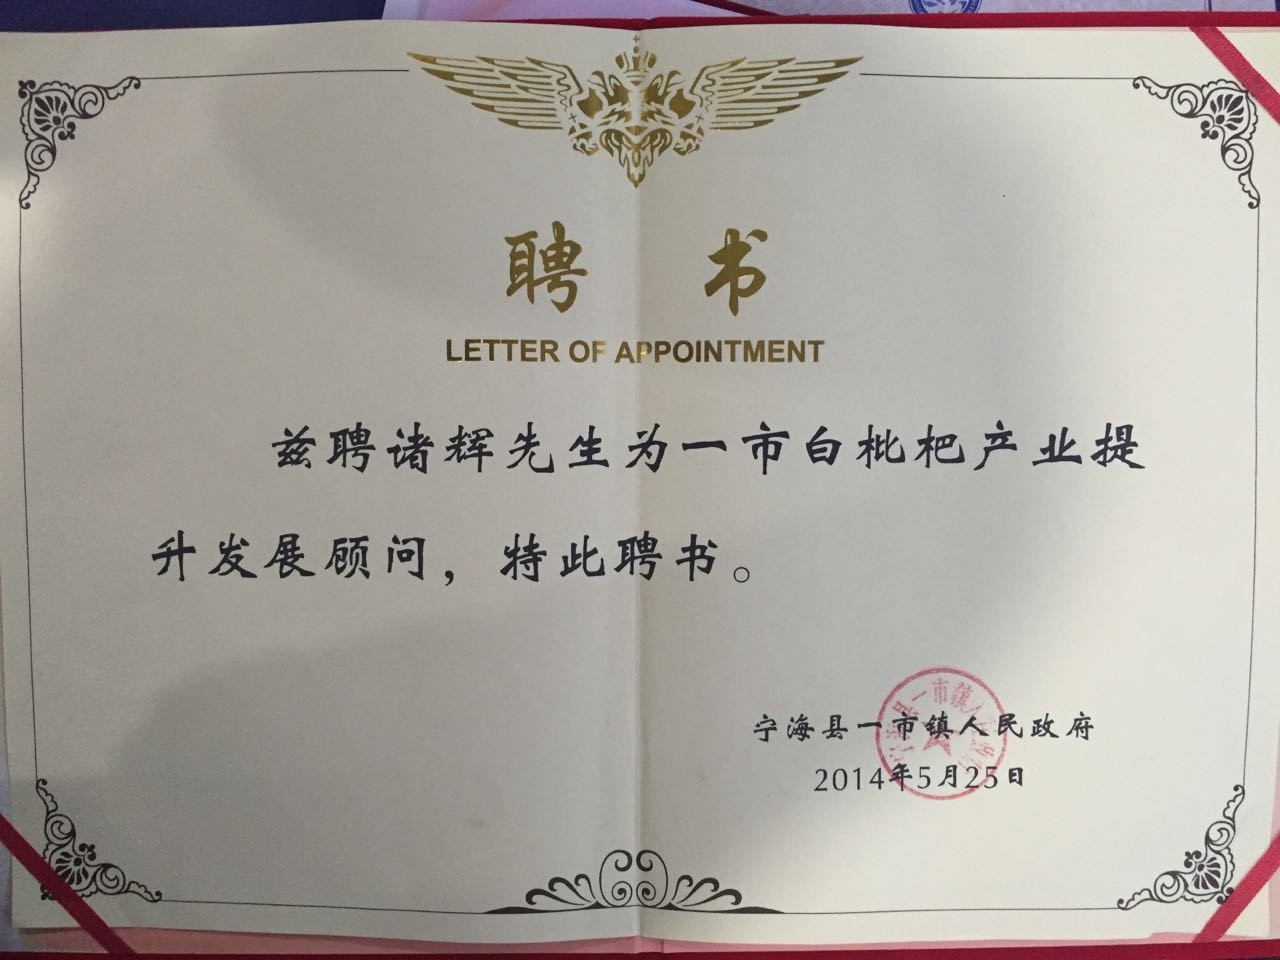 聘 书
LETTER OF APPOINTMENT
兹聘诸辉先生为一市白枇杷产业提
升发展顾问，特此聘书。
宁海县一市镇人民政府
2014年5月25日